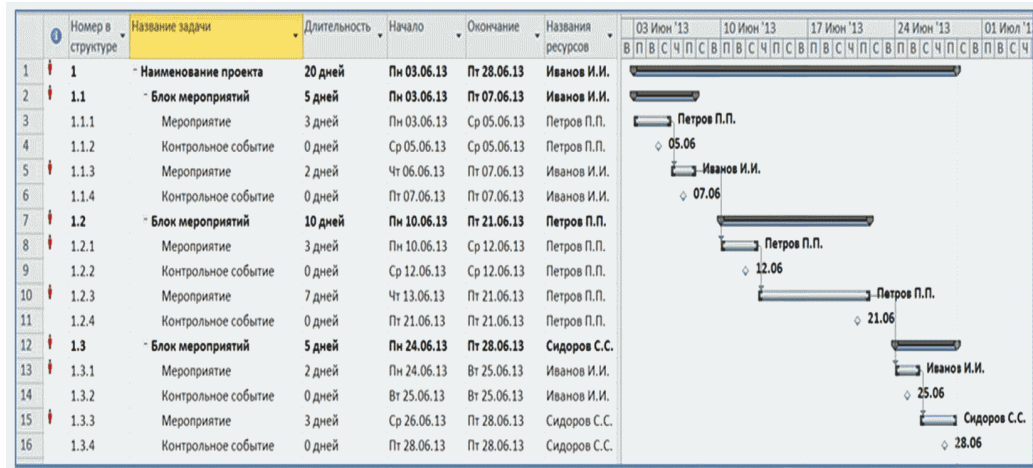 Номер в структуре Название задачи Длительность Начало Окончание Названия ресурсов 03 Июн '13 10 Июн '13 17 Июн '13 24 Июн '13 01 Июл '1
В П В С Ч П С В П В С Ч П С В П В С Ч П С В П В С Ч П С В П В С Ч
1 1 Наименование проекта 20 дней Пн 03.06.13 Пт 28.06.13 Иванов И.И.
2 1.1 Блок мероприятий 5 дней Пн 03.06.13 Пт 07.06.13 Иванов И.И.
3 1.1.1 Мероприятие 3 дней Пн 03.06.13 Ср 05.06.13 Петров П.П. Петров П.П.
4 1.1.2 Контрольное событие 0 дней Ср 05.06.13 Ср 05.06.13 Петров П.П. 05.06
5 1.1.3 Мероприятие 2 дней Чт 06.06.13 Пт 07.06.13 Иванов И.И. Иванов И.И.
6 1.1.4 Контрольное событие 0 дней Пт 07.06.13 Пт 07.06.13 Иванов И.И. 07.06
7 1.2 Блок мероприятий 10 дней Пн 10.06.13 Пт 21.06.13 Петров П.П.
8 1.2.1 Мероприятие 3 дней Пн 10.06.13 Ср 12.06.13 Петров П.П. Петров П.П.
9 1.2.2 Контрольное событие 0 дней Ср 12.06.13 Ср 12.06.13 Петров П.П. 12.06
10 1.2.3 Мероприятие 7 дней Чт 13.06.13 Пт 21.06.13 Петров П.П. Петров П.П.
11 1.2.4 Контрольное событие 0 дней Пт 21.06.13 Пт 21.06.13 Петров П.П. 21.06
12 1.3 Блок мероприятий 5 дней Пн 24.06.13 Пт 28.06.13 Сидоров С.С.
13 1.3.1 Мероприятие 2 дней Пн 24.06.13 Вт 25.06.13 Иванов И.И. Иванов И.И.
14 1.3.2 Контрольное событие 0 дней Вт 25.06.13 Вт 25.06.13 Иванов И.И. 25.06
15 1.3.3 Мероприятие 3 дней Ср 26.06.13 Пт 28.06.13 Сидоров С.С. Сидоров С.С.
16 1.3.4 Контрольное событие 0 дней Пт 28.06.13 Пт 28.06.13 Сидоров С.С. 28.06